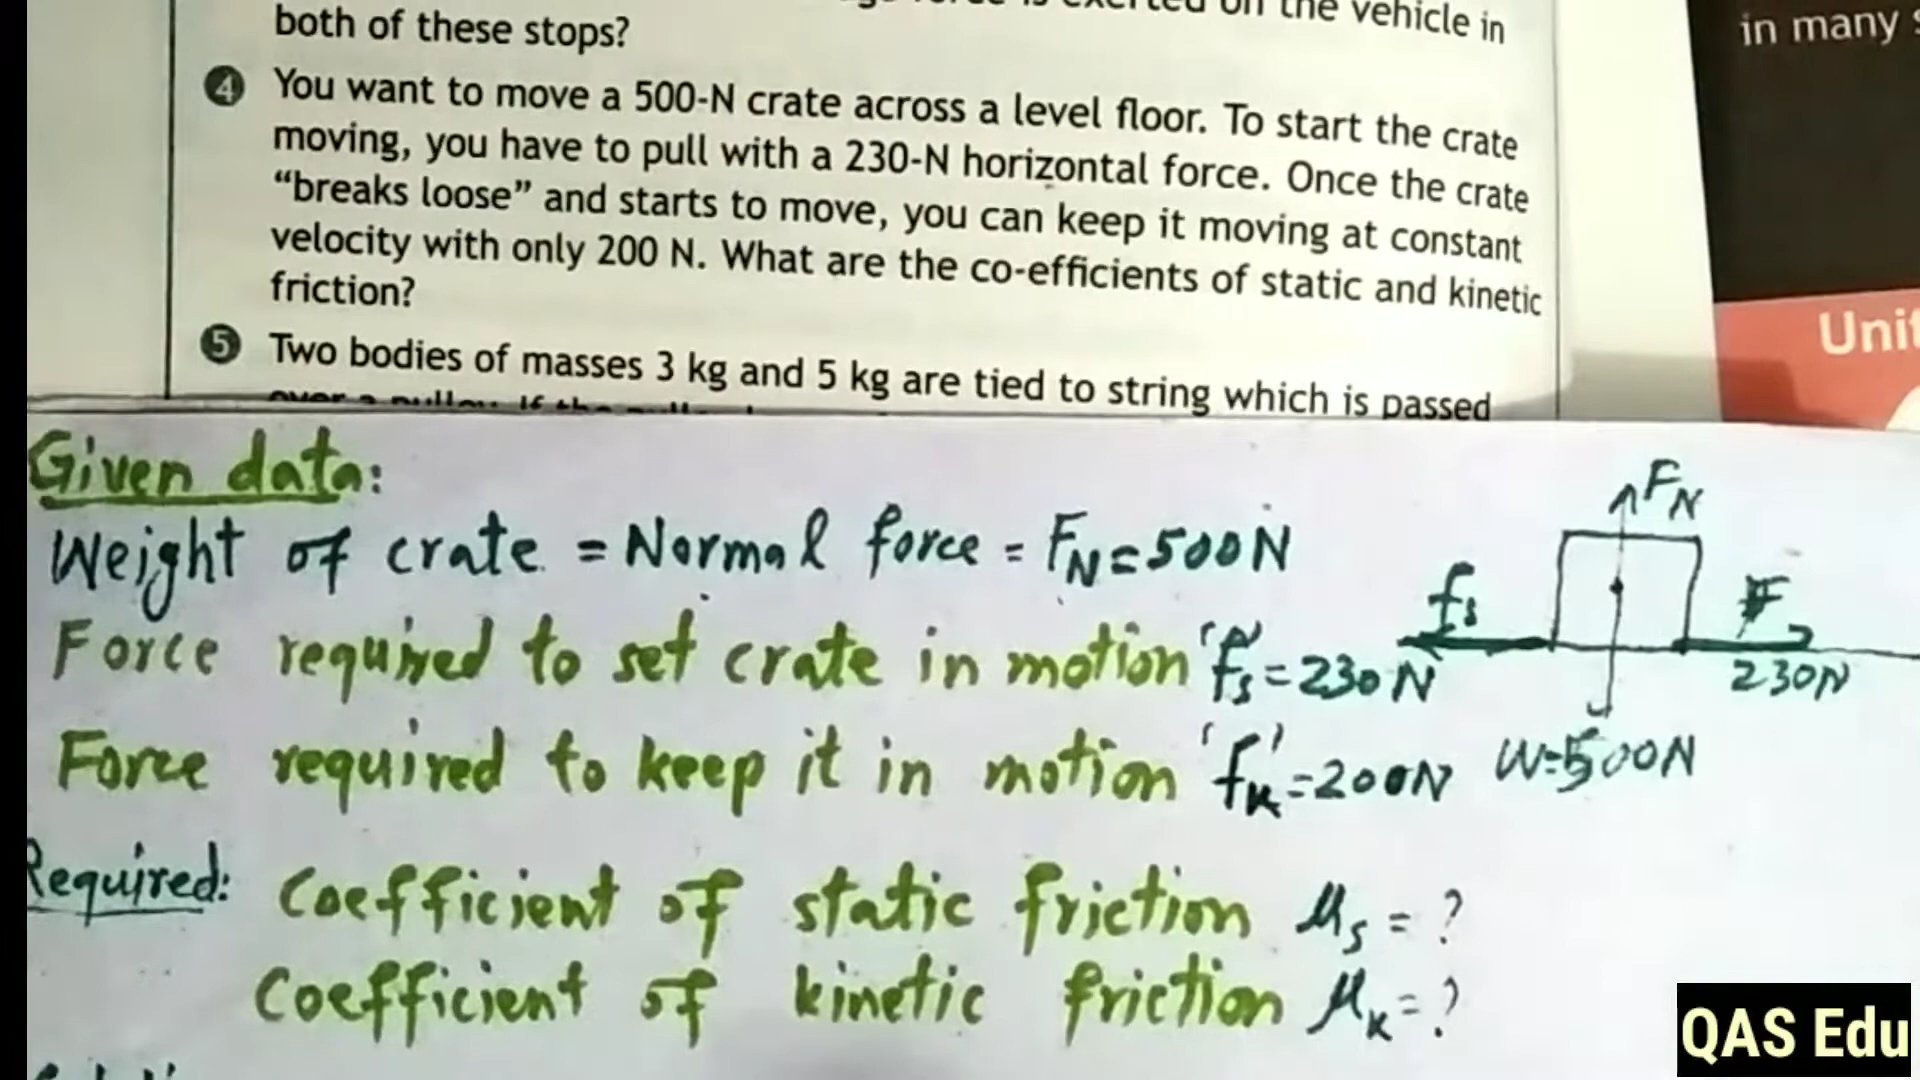 the vehicle in
both of these stops?
4 You want to move a 500-N crate across a level floor. To start the crate
moving, you have to pull with a 230-N horizontal force. Once the crate
“breaks loose” and starts to move, you can keep it moving at constant
velocity with only 200 N. What are the co-efficients of static and kinetic
friction?
5 Two bodies of masses 3 kg and 5 kg are tied to string which is passed
in many
Unit
Given data:
Weight of crate = Normal force = FN = 500N
Force required to set crate in motion 'fs' = 230N
Force required to keep it in motion 'fk' = 200N
FN
fs
F
230N
W=500N
Required: Coefficient of static friction μs = ?
Coefficient of kinetic friction μk = ?
QAS Edu